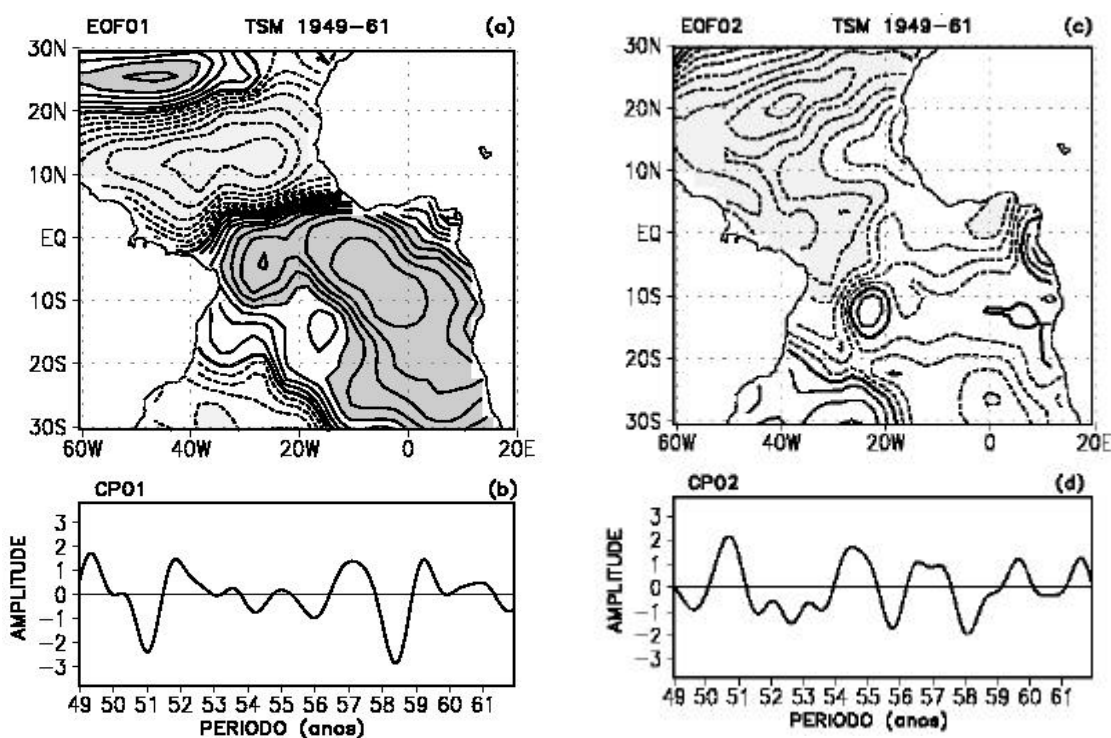 EOF01 TSM 1949-61 (a)
30N
20N
10N
EQ
10S
20S
30S
60W 40W 20W 0 20E
CP01 (b)
AMPLITUDE
3
2
1
0
-1
-2
-3
49 50 51 52 53 54 55 56 57 58 59 60 61
PERIODO (anos)
EOF02 TSM 1949-61 (c)
30N
20N
10N
EQ
10S
20S
30S
60W 40W 20W 0 20E
CP02 (d)
AMPLITUDE
3
2
1
0
-1
-2
-3
49 50 51 52 53 54 55 56 57 58 59 60 61
PERIODO (anos)